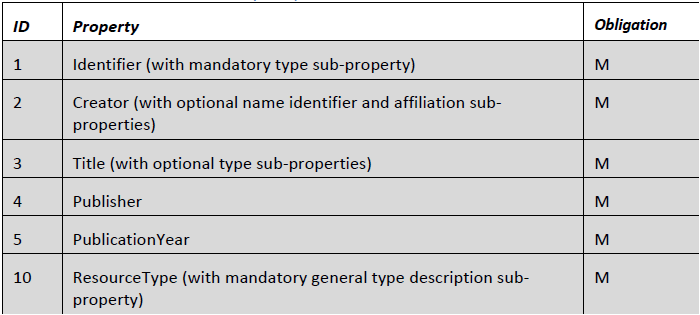 ID Property Obligation
1 Identifier (with mandatory type sub-property) M
2 Creator (with optional name identifier and affiliation sub- M
properties)
3 Title (with optional type sub-properties) M
4 Publisher M
5 PublicationYear M
10 ResourceType (with mandatory general type description sub- M
property)